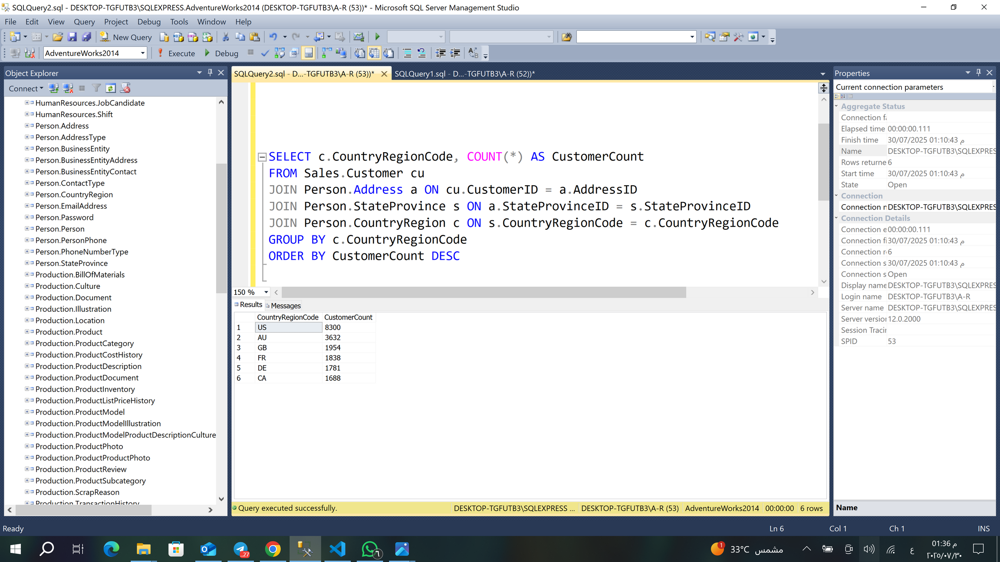 SQLQuery2.sql - DESKTOP-TGFUTB3\SQLEXPRESS.AdventureWorks2014 (DESKTOP-TGFUTB3\A-R (53))* - Microsoft SQL Server Management Studio
File Edit View Query Project Debug Tools Window Help
New Query
AdventureWorks2014 Execute Debug
Object Explorer
Connect
HumanResources.JobCandidate
HumanResources.Shift
Person.Address
Person.AddressType
Person.BusinessEntity
Person.BusinessEntityAddress
Person.BusinessEntityContact
Person.ContactType
Person.CountryRegion
Person.EmailAddress
Person.Password
Person.Person
Person.PersonPhone
Person.PhoneNumberType
Person.StateProvince
Production.BillOfMaterials
Production.Culture
Production.Document
Production.Illustration
Production.Location
Production.Product
Production.ProductCategory
Production.ProductCostHistory
Production.ProductDescription
Production.ProductDocument
Production.ProductInventory
Production.ProductListPriceHistory
Production.ProductModel
Production.ProductModelIllustration
Production.ProductModelProductDescriptionCulture
Production.ProductPhoto
Production.ProductProductPhoto
Production.ProductReview
Production.ProductSubcategory
Production.ScrapReason
Production.TransactionHistory
SQLQuery2.sql - D...-TGFUTB3\A-R (53))* SQLQuery1.sql - D...-TGFUTB3\A-R (52))*
SELECT c.CountryRegionCode, COUNT(*) AS CustomerCount
FROM Sales.Customer cu
JOIN Person.Address a ON cu.CustomerID = a.AddressID
JOIN Person.StateProvince s ON a.StateProvinceID = s.StateProvinceID
JOIN Person.CountryRegion c ON s.CountryRegionCode = c.CountryRegionCode
GROUP BY c.CountryRegionCode
ORDER BY CustomerCount DESC
150 %
Results Messages
CountryRegionCode CustomerCount
1 US 8300
2 AU 3632
3 GB 1954
4 FR 1838
5 DE 1781
6 CA 1688
Query executed successfully. DESKTOP-TGFUTB3\SQLEXPRESS ... DESKTOP-TGFUTB3\A-R (53) AdventureWorks2014 00:00:00 6 rows
Properties
Current connection parameters
Aggregate Status
Connection f
Elapsed time 00:00:00.111
Finish time 30/07/2025 01:10:43 م
Name DESKTOP-TGFUTB3\SQLEXPRES
Rows returne 6
Start time 30/07/2025 01:10:43 م
State Open
Connection
Connection r DESKTOP-TGFUTB3\SQLEXPRES
Connection Details
Connection e 00:00:00.111
Connection fi 30/07/2025 01:10:43 م
Connection r 6
Connection s 30/07/2025 01:10:43 م
Connection s Open
Display name DESKTOP-TGFUTB3\SQLEXPRES
Login name DESKTOP-TGFUTB3\A-R
Server name DESKTOP-TGFUTB3\SQLEXPRES
Server version 12.0.2000
Session Traci
SPID 53
Name
Ready Ln 6 Col 1 Ch 1 INS
..27
٦
1
33°C مشمس
ع
01:36 م
٢٠٢٥/٠٧/٣٠